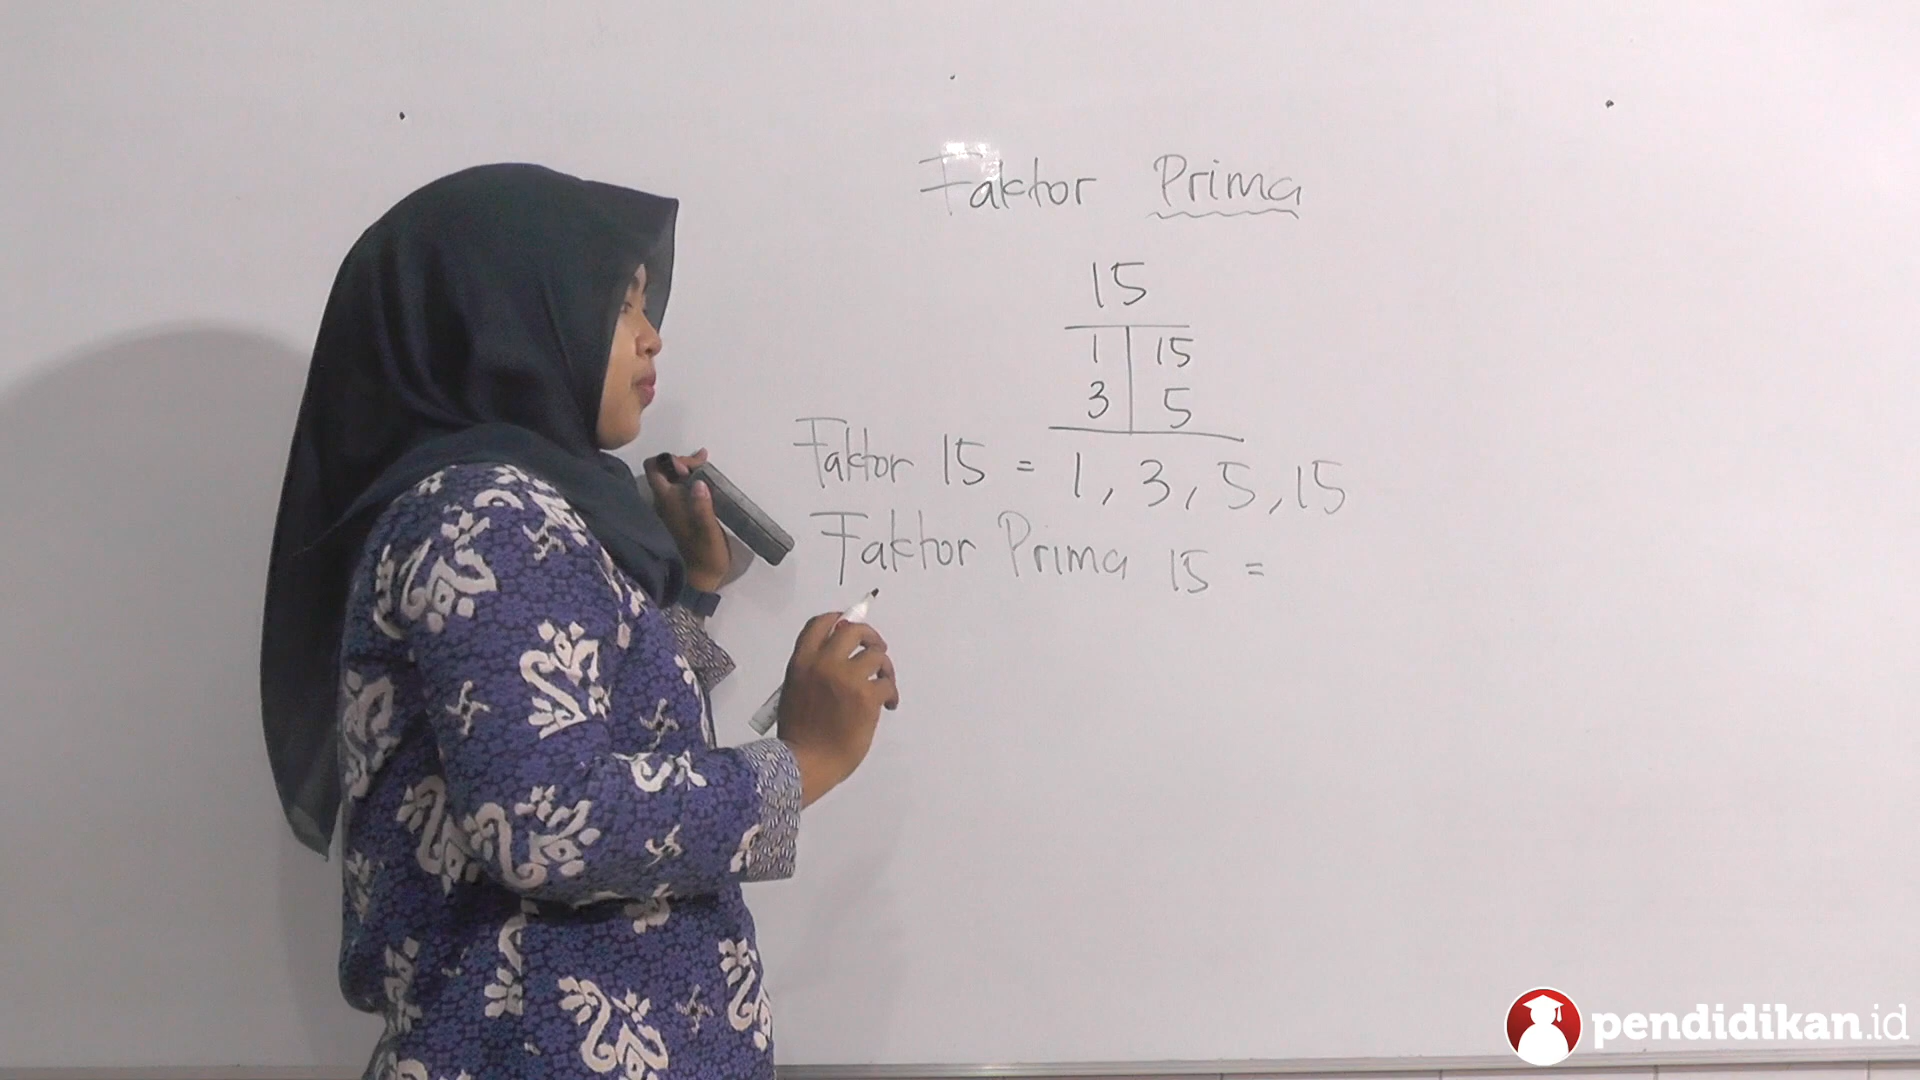 Faktor Prima
15
1 15
3 5
Faktor 15 = 1, 3, 5, 15
Faktor Prima 15 =
pendidikan.id